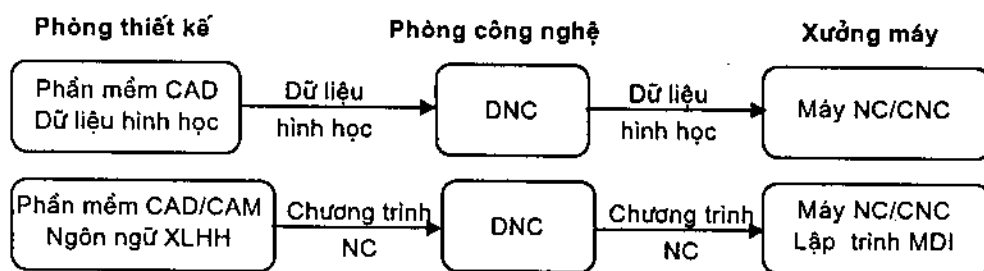 Phòng thiết kế
Phòng công nghệ
Xưởng máy
Phần mềm CAD
Dữ liệu hình học
Dữ liệu
hình học
DNC
Dữ liệu
hình học
Máy NC/CNC
Phần mềm CAD/CAM
Ngôn ngữ XLHH
Chương trình
NC
DNC
Chương trình
NC
Máy NC/CNC
Lập trình MDI